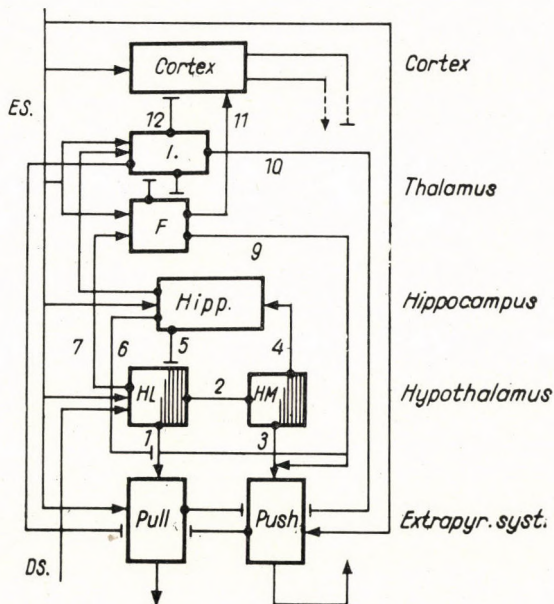 Cortex Cortex
ES.
12 11
I. 10
Thalamus
F
9
Hipp. Hippocampus
7 6 5 4
Hypothalamus
HL 2 HM
1 3
Pull Push Extrapyr. syst.
DS.